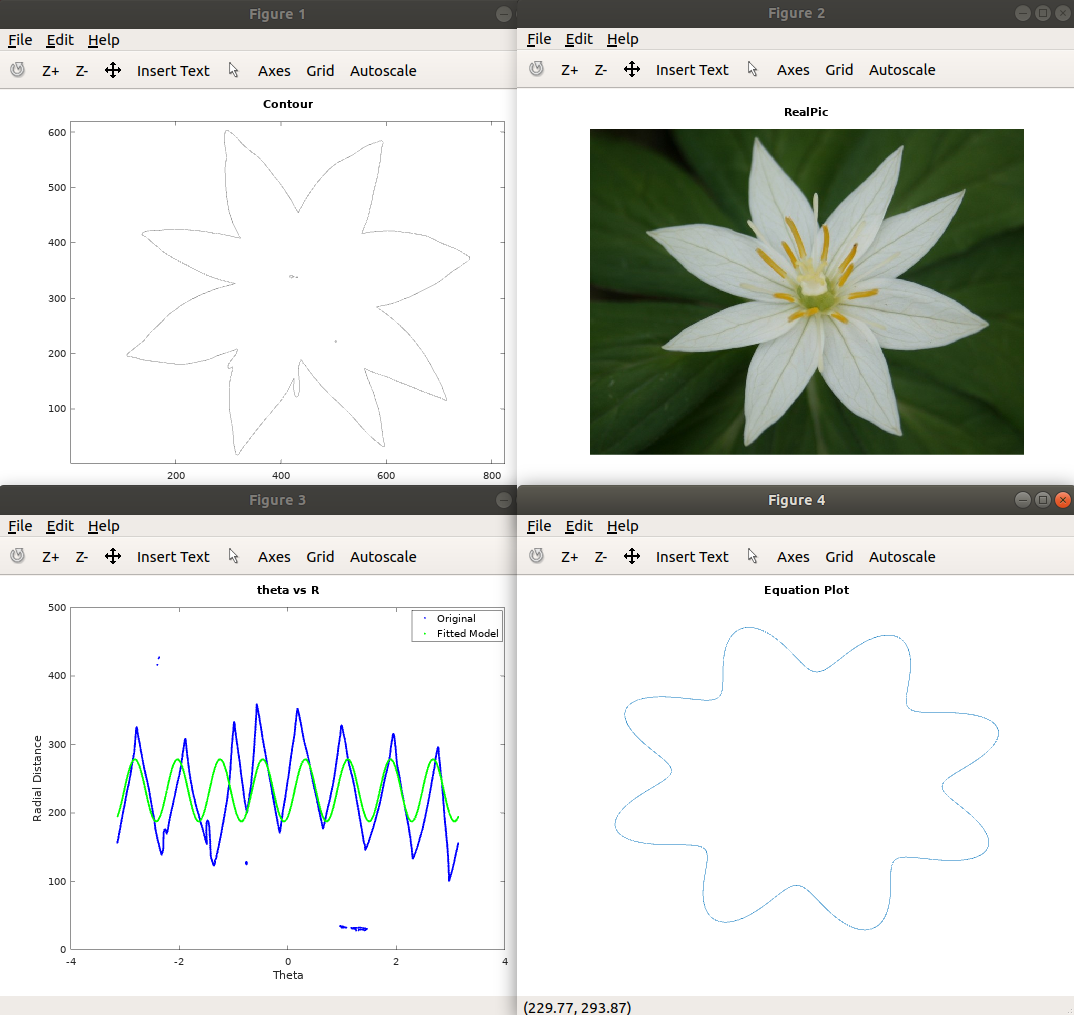 Figure 1
File Edit Help
Z+ Z- Insert Text Axes Grid Autoscale
Contour
600
500
400
300
200
100
200 400 600 800
Figure 2
File Edit Help
Z+ Z- Insert Text Axes Grid Autoscale
RealPic
Figure 3
File Edit Help
Z+ Z- Insert Text Axes Grid Autoscale
theta vs R
500
400
300
200
100
0
Radial Distance
Original
Fitted Model
-4 -2 0 2 4
Theta
Figure 4
File Edit Help
Z+ Z- Insert Text Axes Grid Autoscale
Equation Plot
(229.77, 293.87)